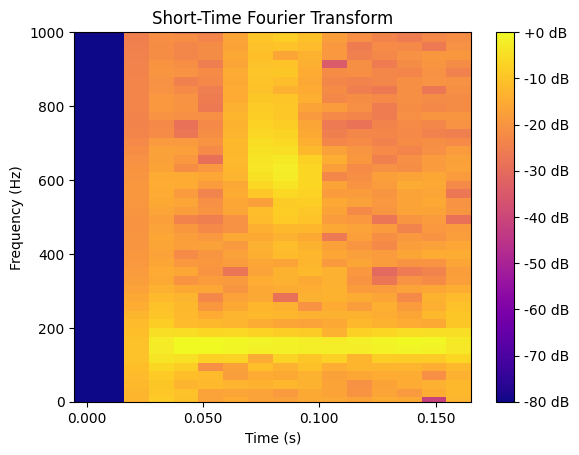 Short-Time Fourier Transform
Frequency (Hz)
1000
800
600
400
200
0
0.000
0.050
0.100
0.150
Time (s)
+0 dB
-10 dB
-20 dB
-30 dB
-40 dB
-50 dB
-60 dB
-70 dB
-80 dB